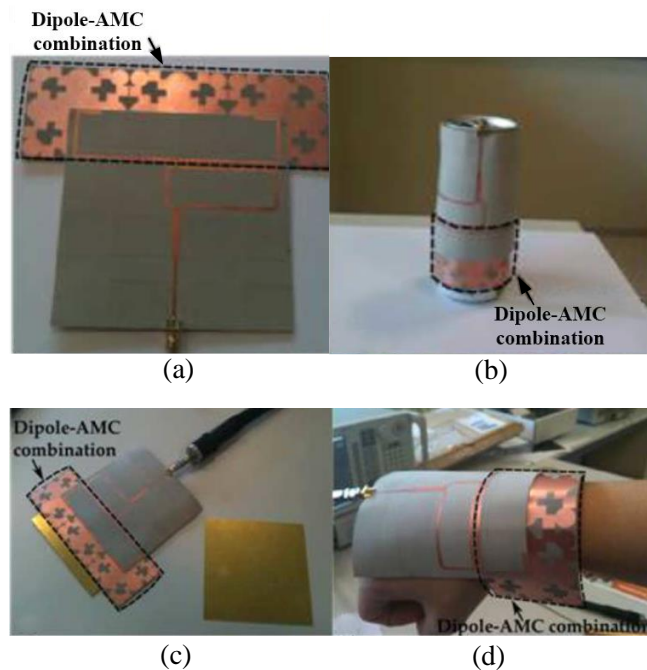 Dipole-AMC
combination
(a)
Dipole-AMC
combination
(b)
Dipole-AMC
combination
(c)
Dipole-AMC combination
(d)